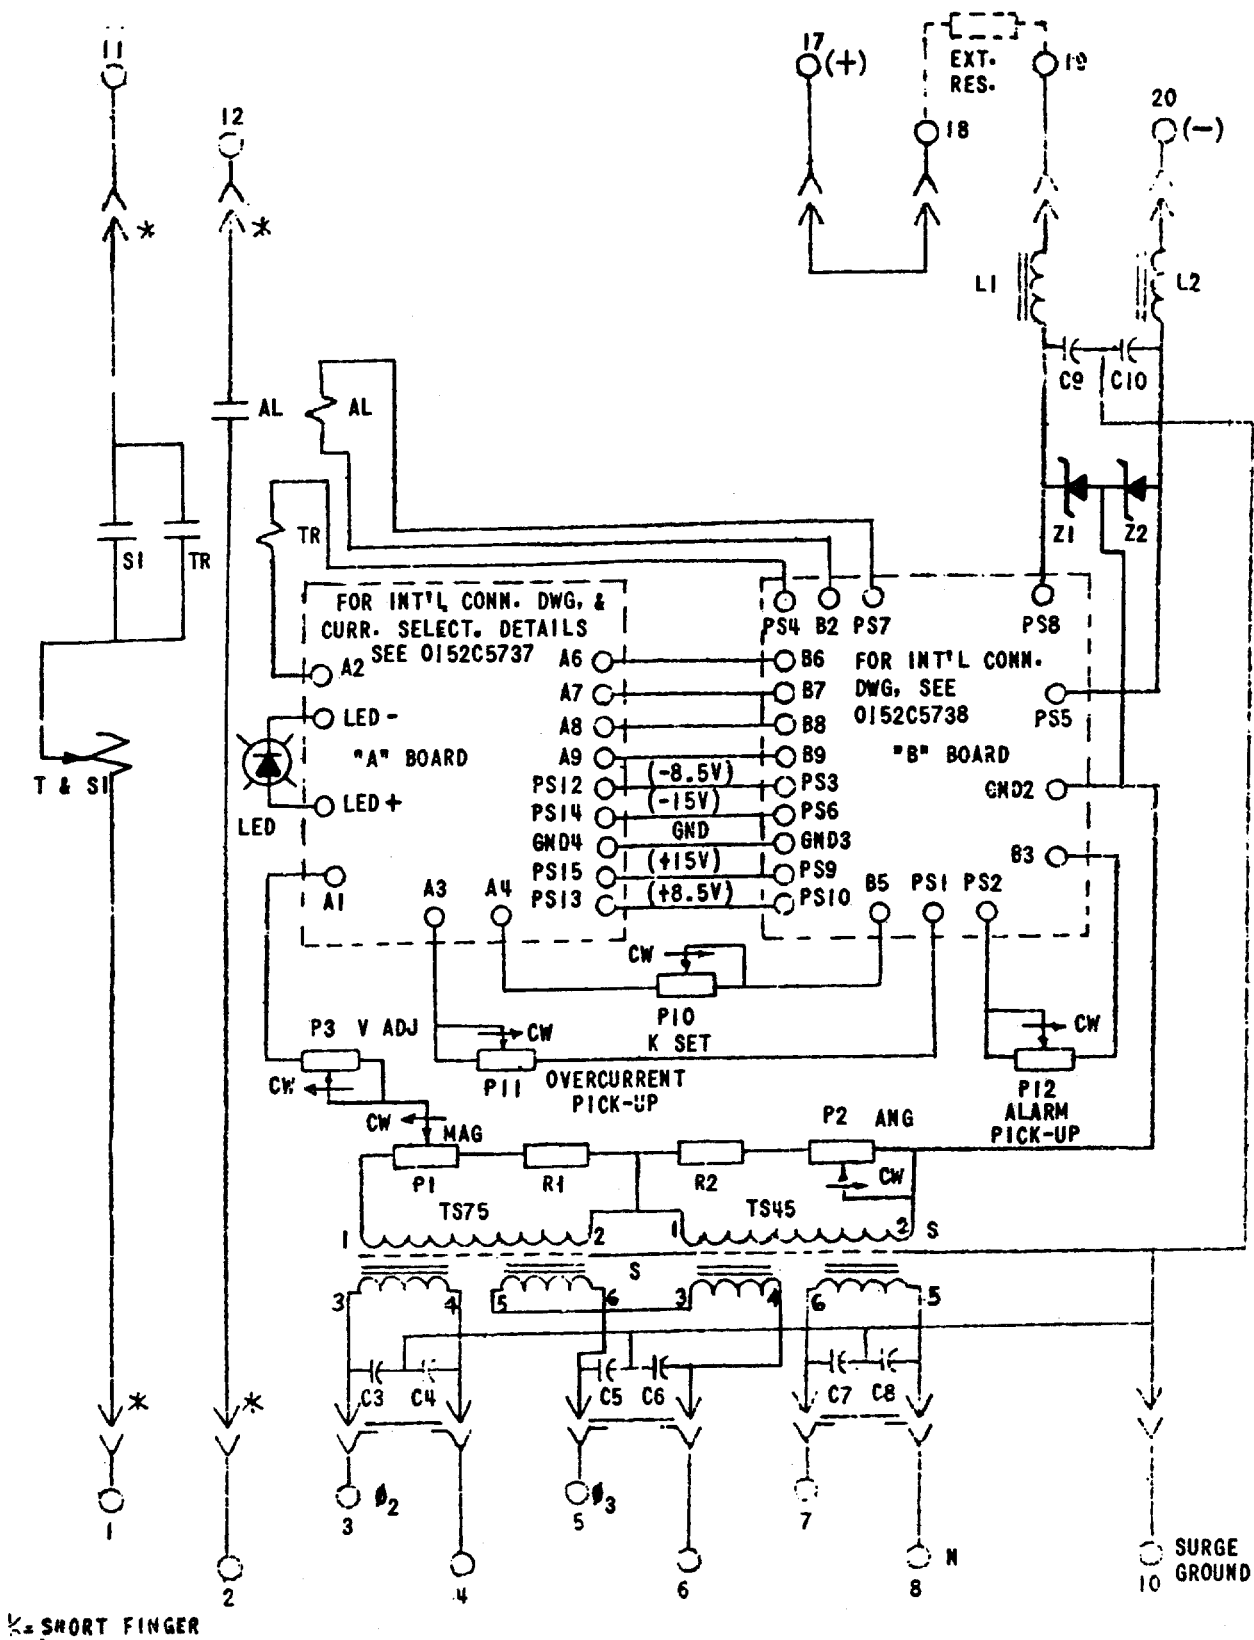 11
17
(+)
EXT.
RES.
19
20
(-)
12
18
*
*
L1
L2
C9
C10
AL
AL
S1
TR
TR
Z1
Z2
FOR INT'L CONN. DWG. &
CURR. SELECT. DETAILS
SEE 0152C5737
PS4
B2
PS7
PS8
A2
A6
B6
FOR INT'L CONN.
DWG. SEE
0152C5738
A7
B7
PS5
LED -
A8
B8
"A" BOARD
A9
B9
"B" BOARD
T & SI
PS12
(-8.5V)
PS3
GND2
LED +
PS14
(-15V)
PS6
LED
GND4
GND
GND3
B3
PS15
(+15V)
PS9
A1
A3
A4
PS13
(+8.5V)
PS10
B5
PS1
PS2
CW
P10
K SET
P3 V ADJ
CW
CW
CW
P11
OVERCURRENT
PICK-UP
P12
ALARM
PICK-UP
CW
MAG
P2 ANG
P1
R1
R2
CW
TS75
TS45
1
2
1
2
S
S
3
4
5
6
3
4
6
5
C3
C4
C5
C6
C7
C8
*
*
1
3
ø2
5
ø3
7
2
4
6
8
N
10
SURGE
GROUND
*= SHORT FINGER